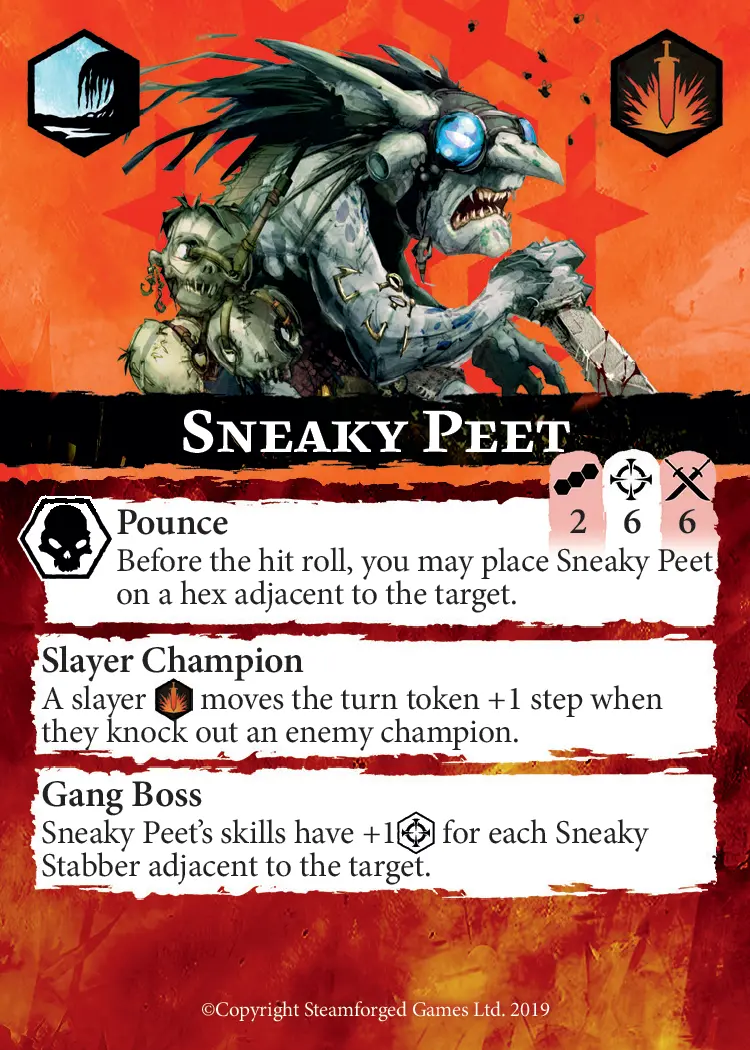 Sneaky Peet
2 6 6
Pounce
Before the hit roll, you may place Sneaky Peet
on a hex adjacent to the target.
Slayer Champion
A slayer moves the turn token +1 step when
they knock out an enemy champion.
Gang Boss
Sneaky Peet’s skills have +1 for each Sneaky
Stabber adjacent to the target.
©Copyright Steamforged Games Ltd. 2019